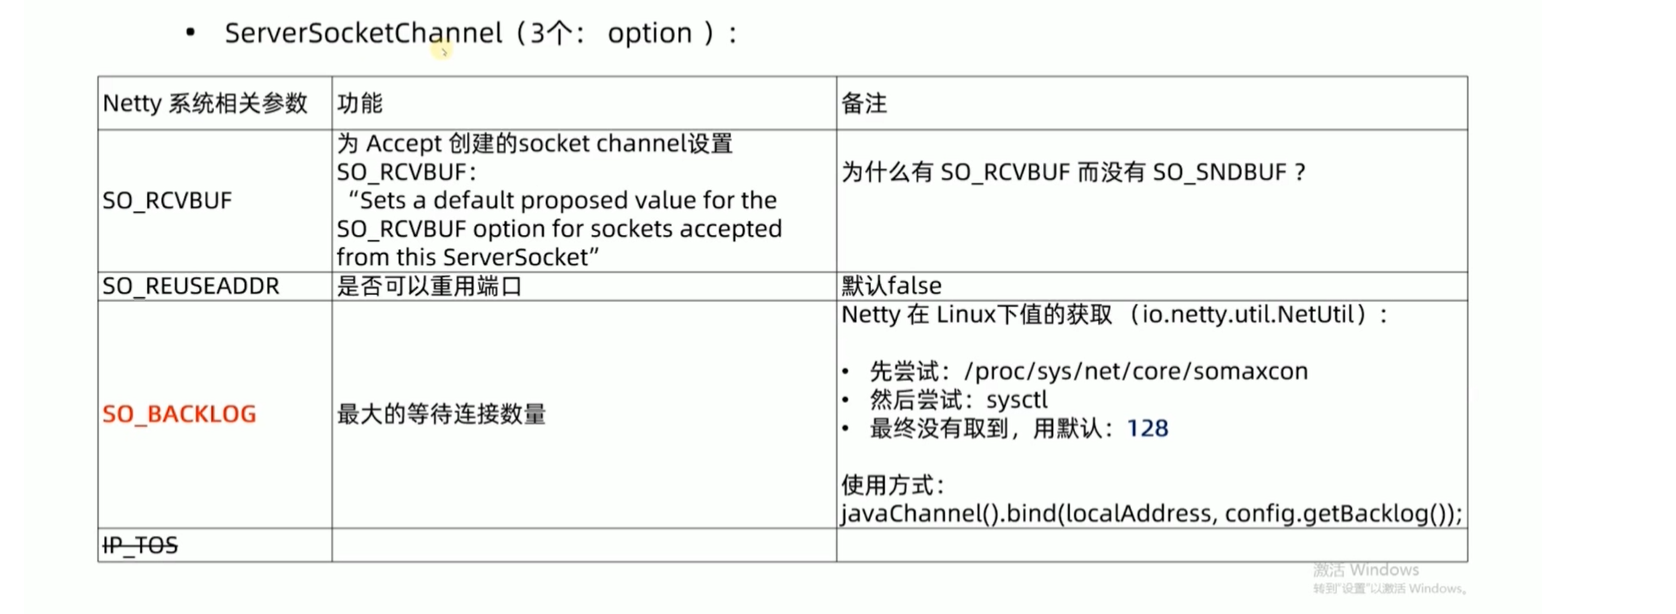 • ServerSocketChannel（3个： option ）：
Netty 系统相关参数
功能
备注
SO_RCVBUF
为 Accept 创建的socket channel设置
SO_RCVBUF：
“Sets a default proposed value for the
SO_RCVBUF option for sockets accepted
from this ServerSocket”
为什么有 SO_RCVBUF 而没有 SO_SNDBUF ?
SO_REUSEADDR
是否可以重用端口
默认false
SO_BACKLOG
最大的等待连接数量
Netty 在 Linux下值的获取 （io.netty.util.NetUtil）：
• 先尝试：/proc/sys/net/core/somaxcon
• 然后尝试：sysctl
• 最终没有取到，用默认：128
使用方式：
javaChannel().bind(localAddress, config.getBacklog());
IP_TOS
激活 Windows
转到“设置”以激活 Windows。